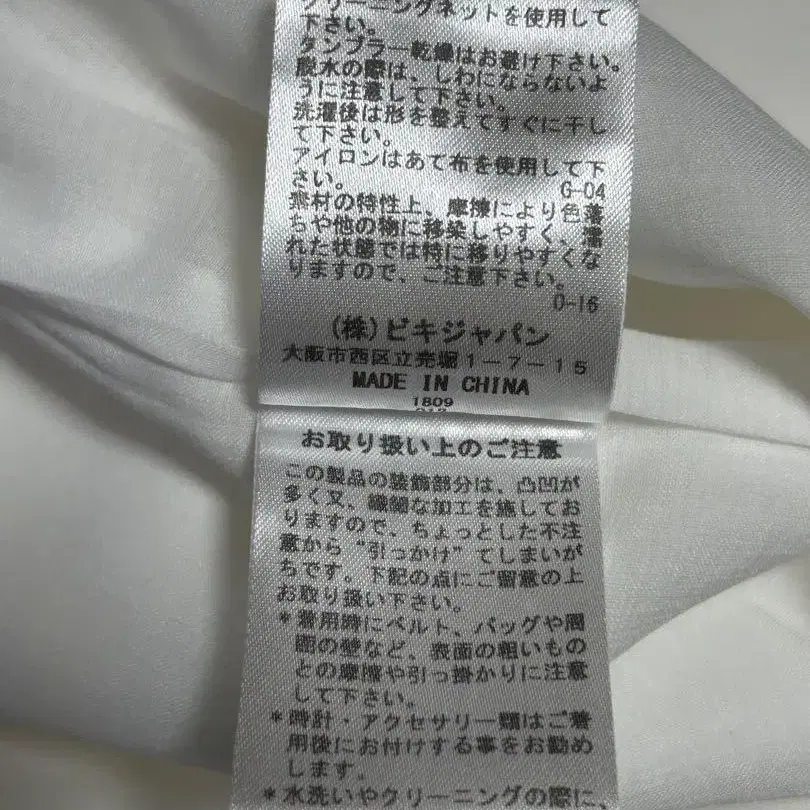 クリーニングネットを使用して
下さい。
タンブラー乾燥はお避け下さい。
脱水の際は、しわにならないよ
うに注意して下さい。
洗濯後は形を整えてすぐに干し
て下さい。
アイロンはあて布を使用して下
さい。
G-04
素材の特性上、摩擦により色落
ちや他の物に移染しやすく、濡
れた状態では特に移りやすくな
りますので、ご注意下さい。
0-16
(株)ビキジャパン
大阪市西区立売堀1-7-15
MADE IN CHINA
1809
お取り扱い上のご注意
この製品の装飾部分は、凸凹が
多く又、繊細な加工を施してお
りますので、ちょっとした不注
意から“引っかけ”てしまいが
ちです。下記の点にご留意の上
お取り扱い下さい。
*着用時にベルト、バッグや周
囲の壁など、表面の粗いもの
との摩擦や引っ掛かりに注意
して下さい。
*時計・アクセサリー類はご着
用後にお付けする事をお勧め
します。
*水洗いやクリーニングの際に、